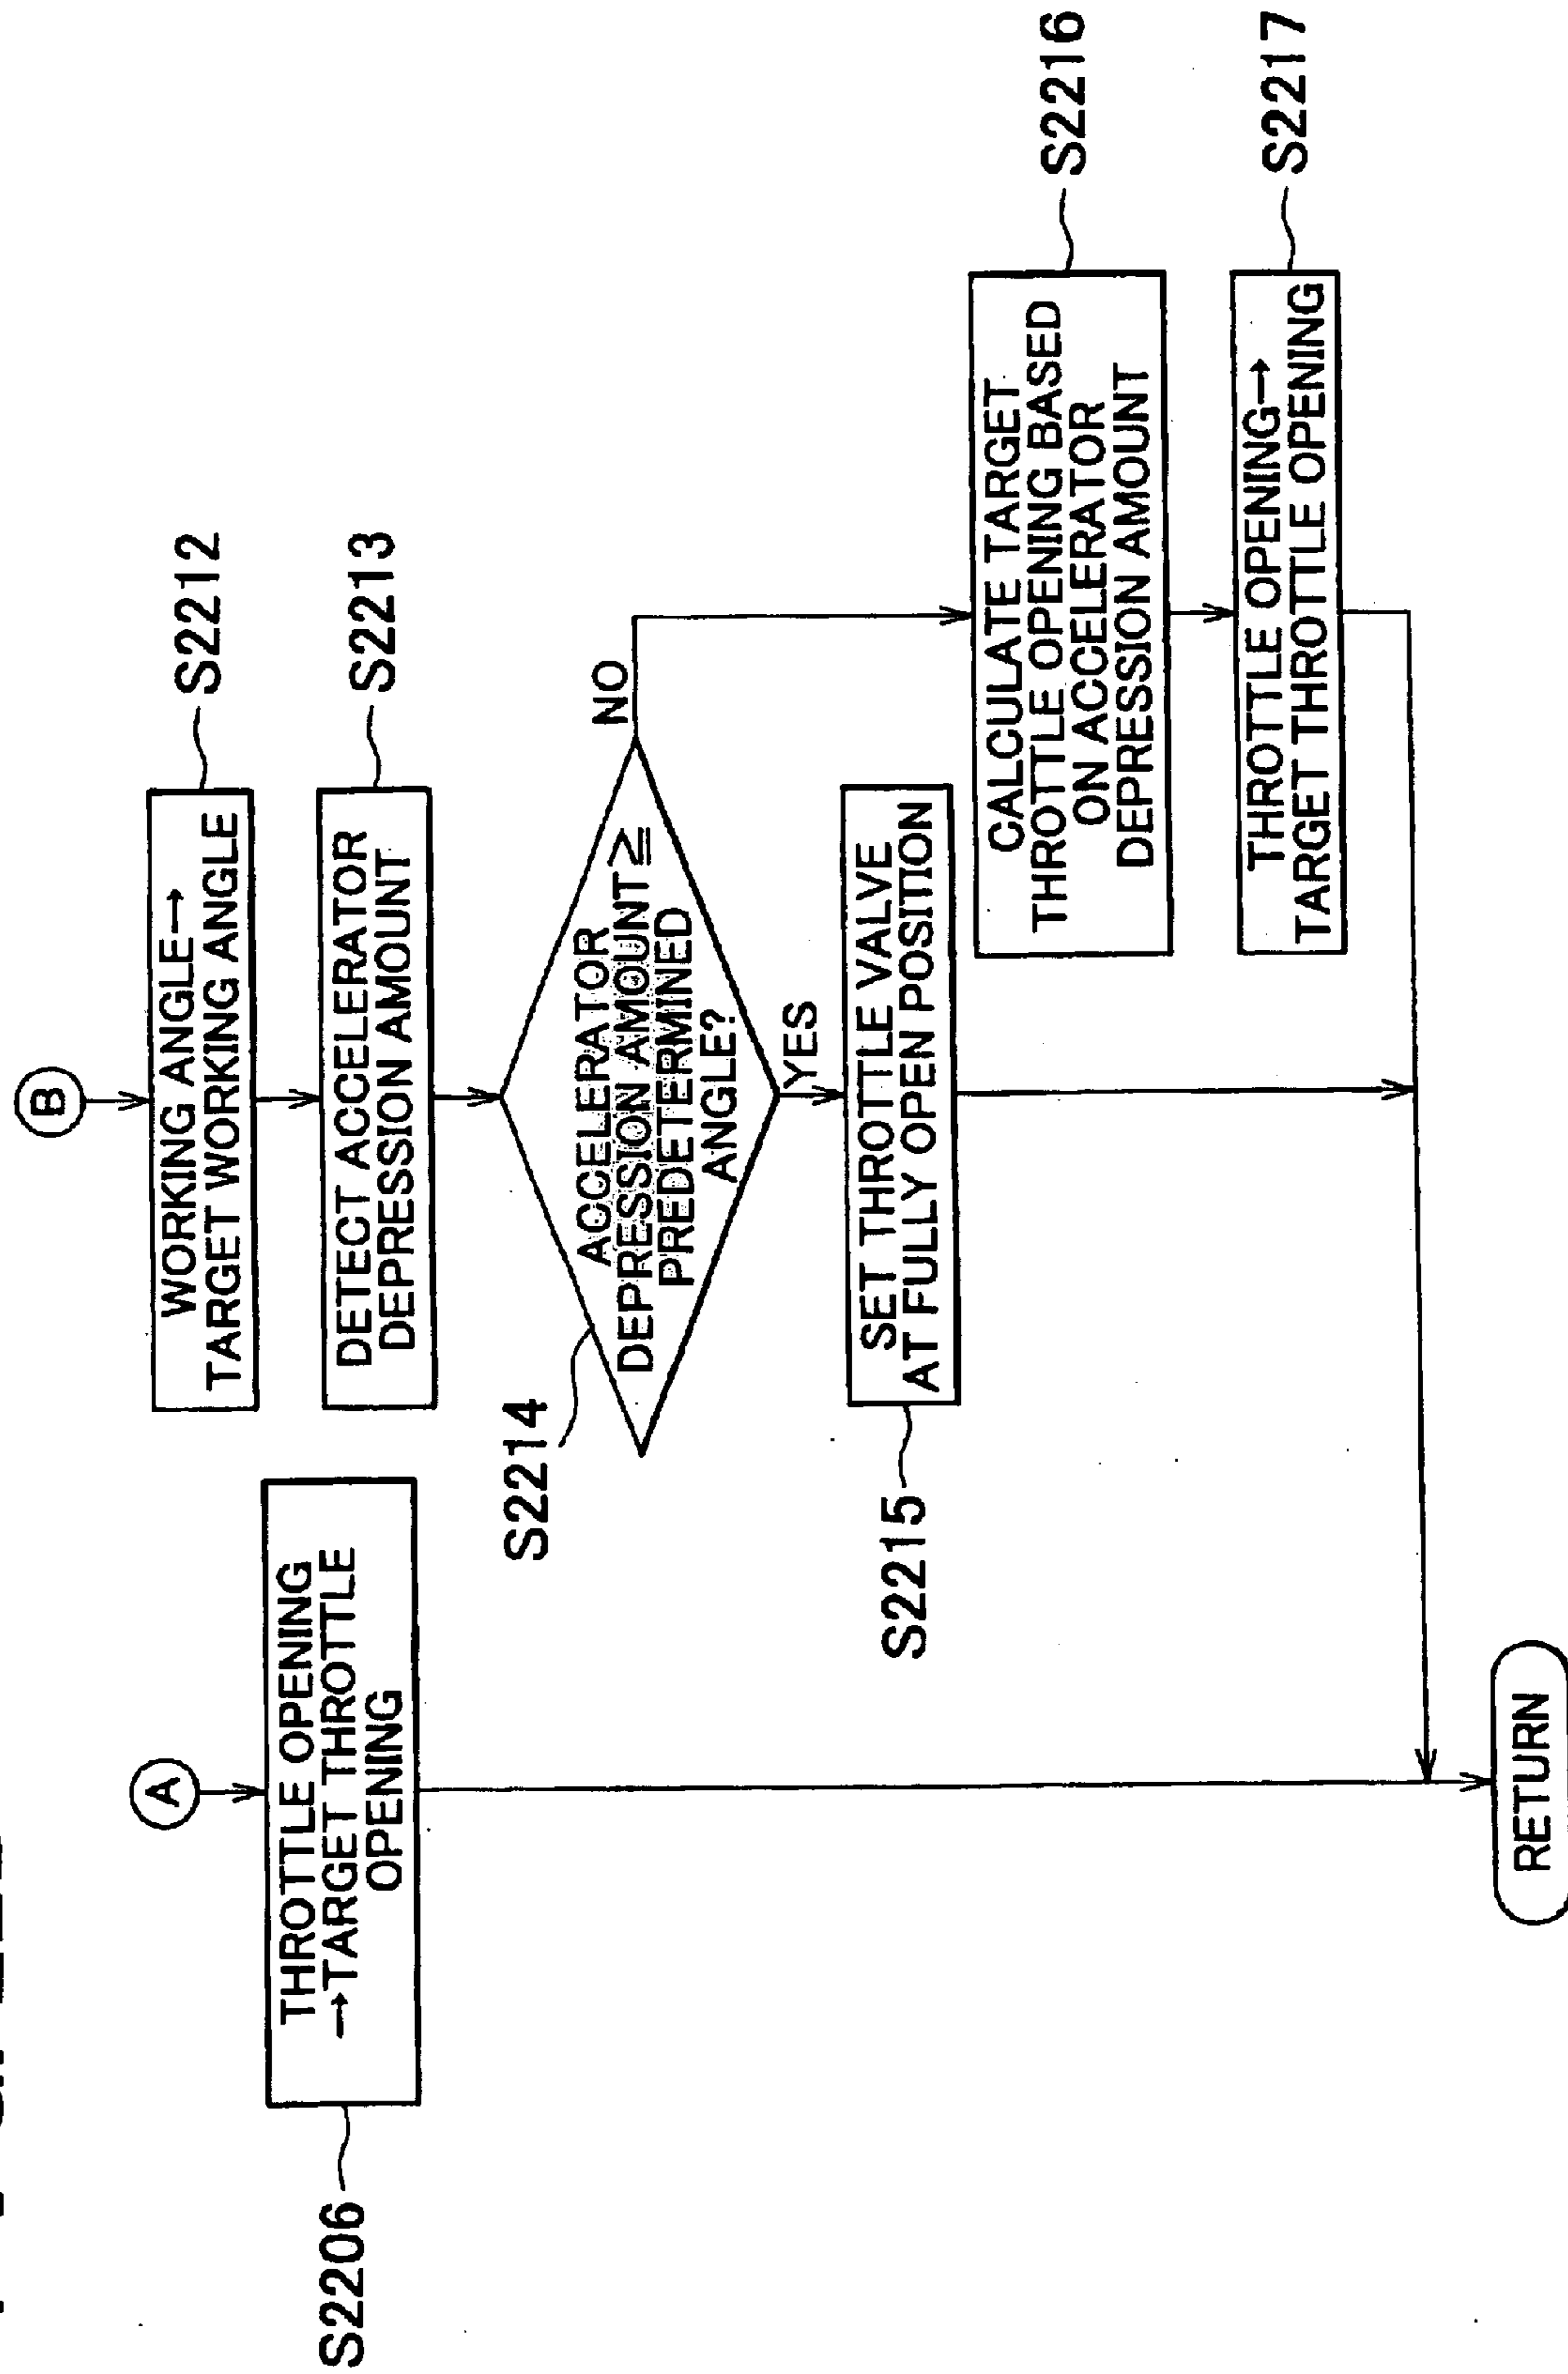 A
THROTTLE OPENING
→TARGET THROTTLE
OPENING
S2206
B
WORKING ANGLE→
TARGET WORKING ANGLE
S2212
DETECT ACCELERATOR
DEPRESSION AMOUNT
S2213
S2214
ACCELERATOR
DEPRESSION AMOUNT≧
PREDETERMINED
ANGLE?
NO
YES
SET THROTTLE VALVE
AT FULLY OPEN POSITION
S2215
CALCULATE TARGET
THROTTLE OPENING BASED
ON ACCELERATOR
DEPRESSION AMOUNT
S2216
THROTTLE OPENING→
TARGET THROTTLE OPENING
S2217
RETURN